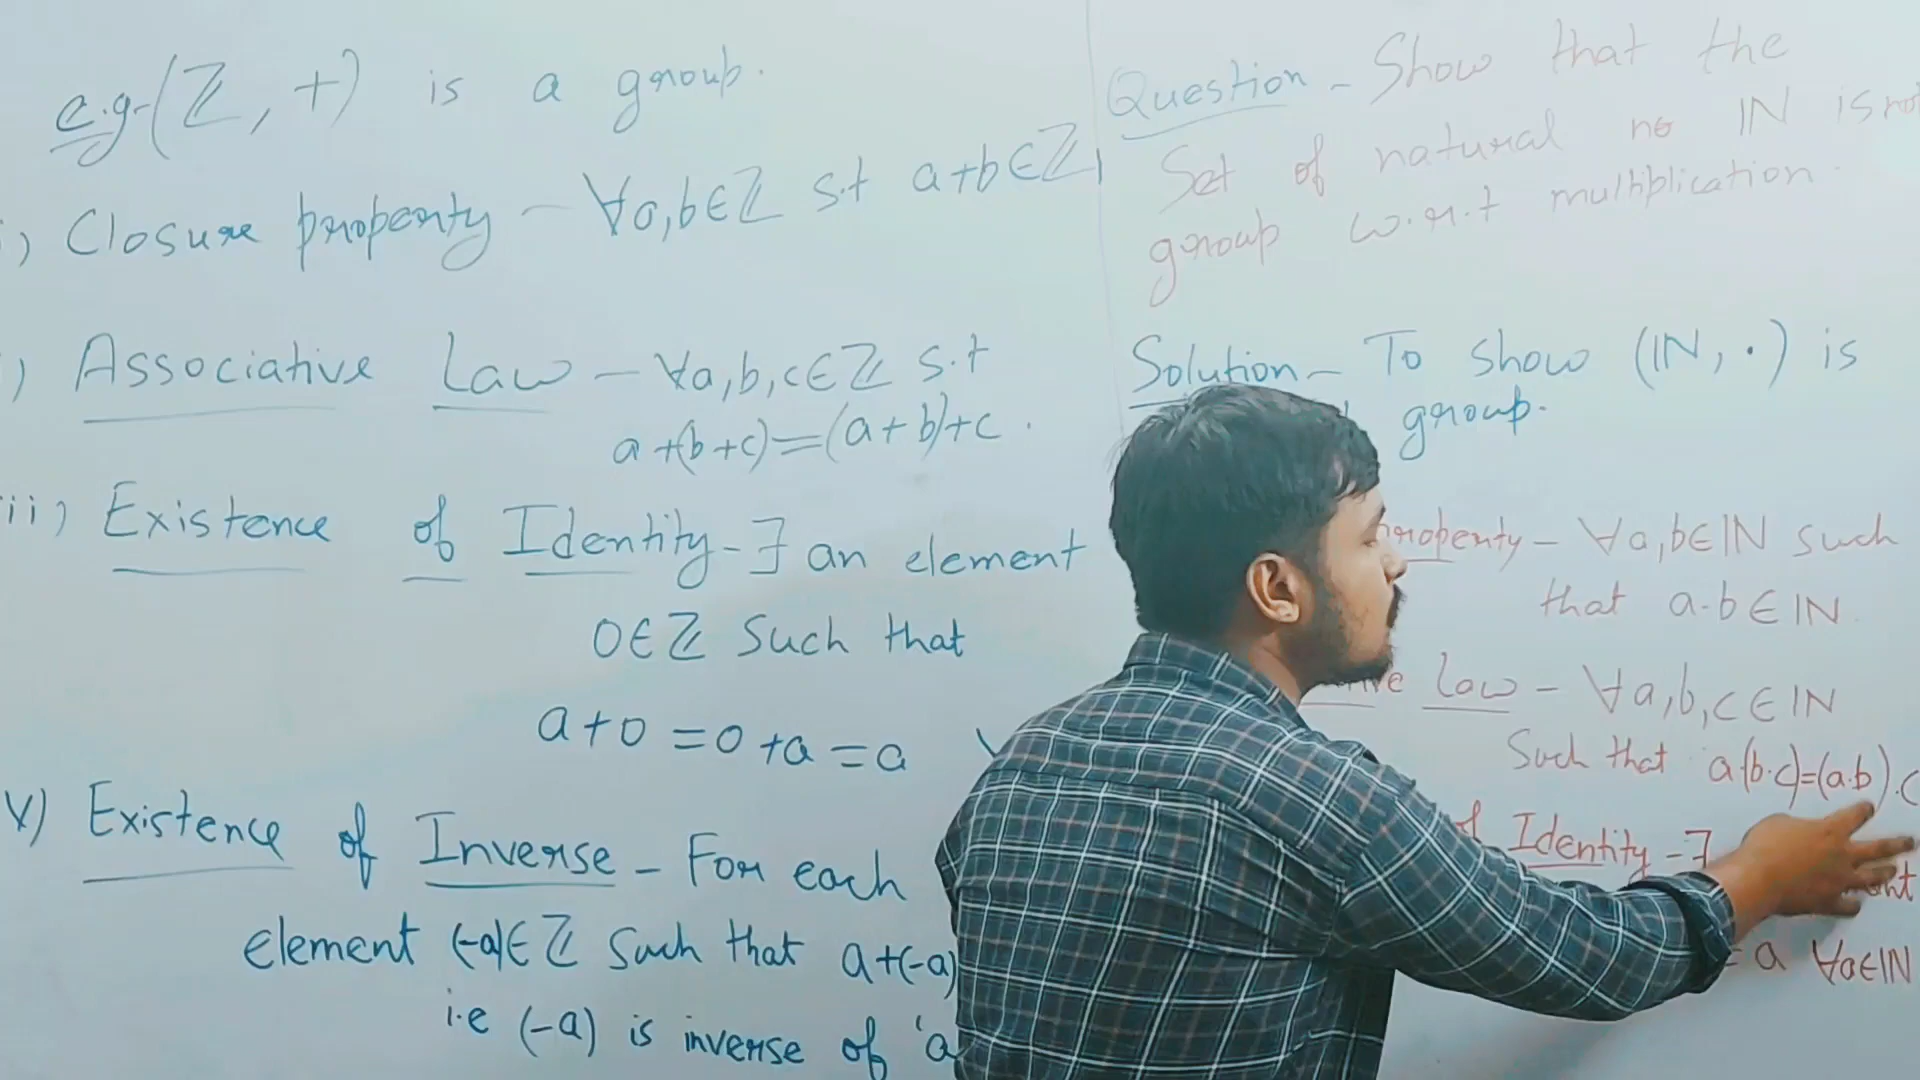 e.g-(ℤ, +) is a group.
i) Closure property - ∀a,b∈ℤ s.t a+b∈ℤ
) Associative Law - ∀a,b,c∈ℤ s.t
a+(b+c)=(a+b)+c.
iii) Existence of Identity - ∃ an element
0∈ℤ Such that
a+0=0+a=a
V) Existence of Inverse - For each
element (-a)∈ℤ Such that a+(-a)
i.e (-a) is inverse of 'a
Question - Show that the
Set of natural no IN is not
group w.r.t multiplication.
Solution - To show (IN, ·) is
group.
property - ∀a,b∈IN such
that a·b∈IN.
Law - ∀a,b,c∈IN
Such that a·(b·c)=(a·b)·c
of Identity - ∃
= a ∀a∈IN